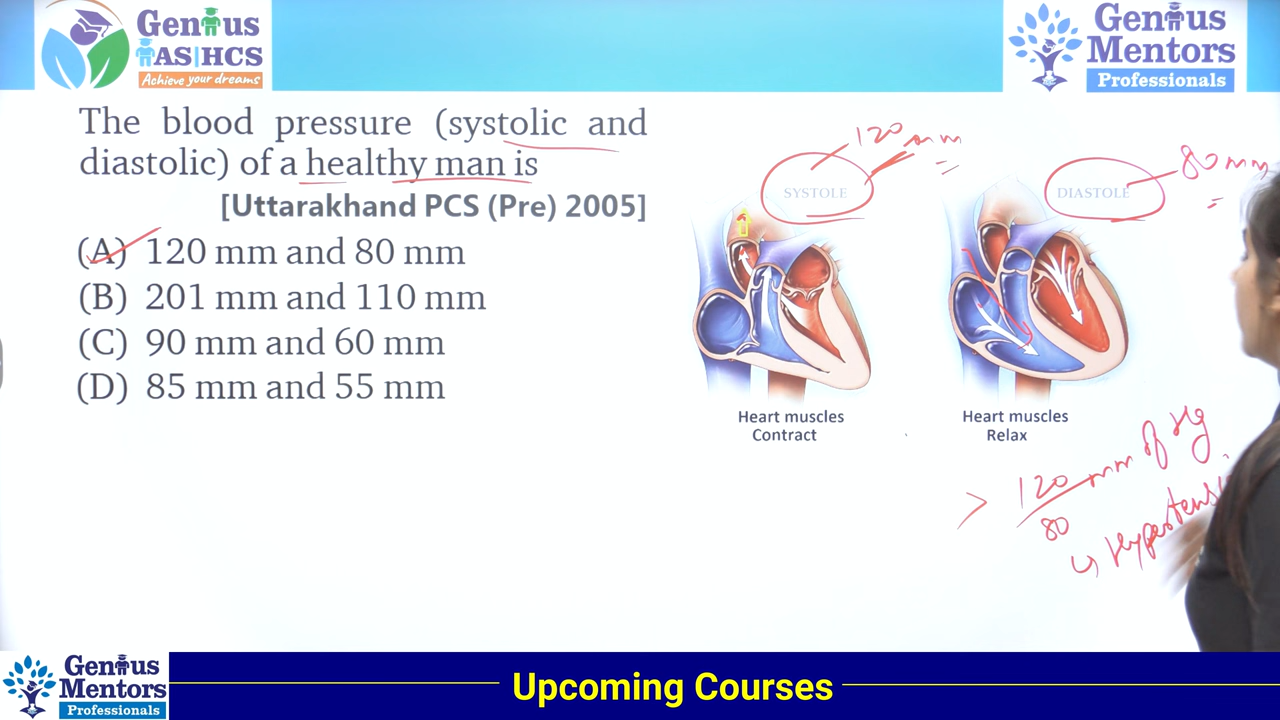 Genius
IAS|HCS
Achieve your dreams
Genius
Mentors
Professionals
The blood pressure (systolic and
diastolic) of a healthy man is
[Uttarakhand PCS (Pre) 2005]
(A) 120 mm and 80 mm
(B) 201 mm and 110 mm
(C) 90 mm and 60 mm
(D) 85 mm and 55 mm
120 mm
SYSTOLE
80 mm
DIASTOLE
Heart muscles
Contract
Heart muscles
Relax
> 120/80 mm of Hg
Genius
Mentors
Professionals
Upcoming Courses